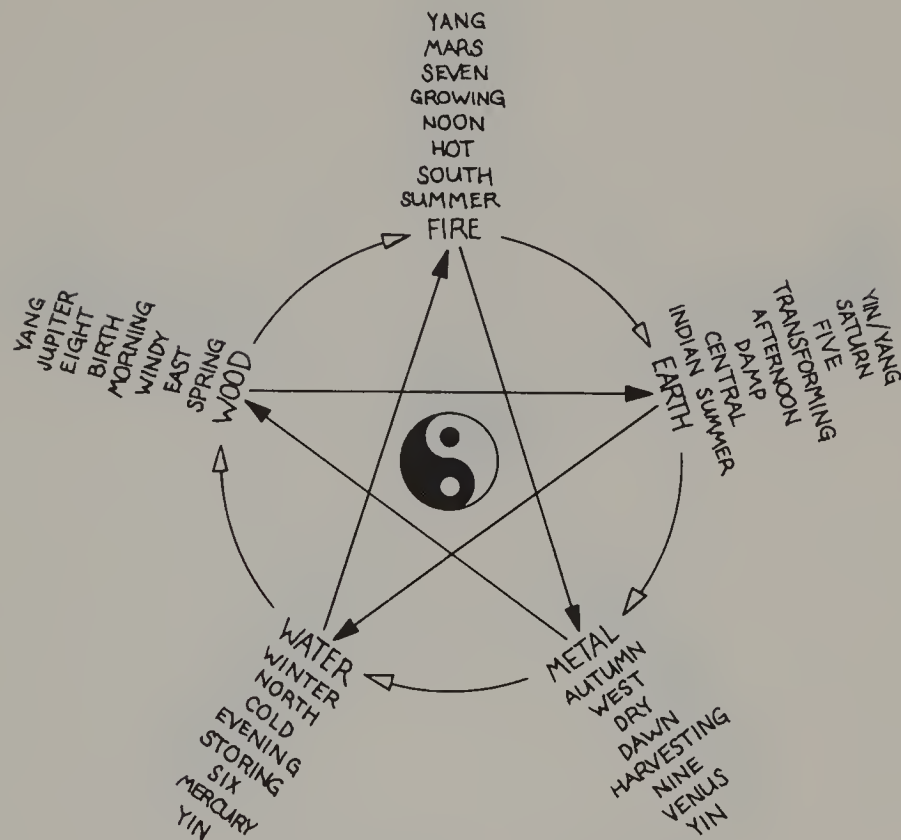 YANG
MARS
SEVEN
GROWING
NOON
HOT
SOUTH
SUMMER
FIRE
YANG
JUPITER
EIGHT
BIRTH
MORNING
WINDY
EAST
SPRING
WOOD
YIN/YANG
SATURN
FIVE
TRANSFORMING
AFTERNOON
DAMP
CENTRAL
INDIAN SUMMER
EARTH
WATER
WINTER
NORTH
COLD
EVENING
STORING
SIX
MERCURY
YIN
METAL
AUTUMN
WEST
DRY
DAWN
HARVESTING
NINE
VENUS
YIN